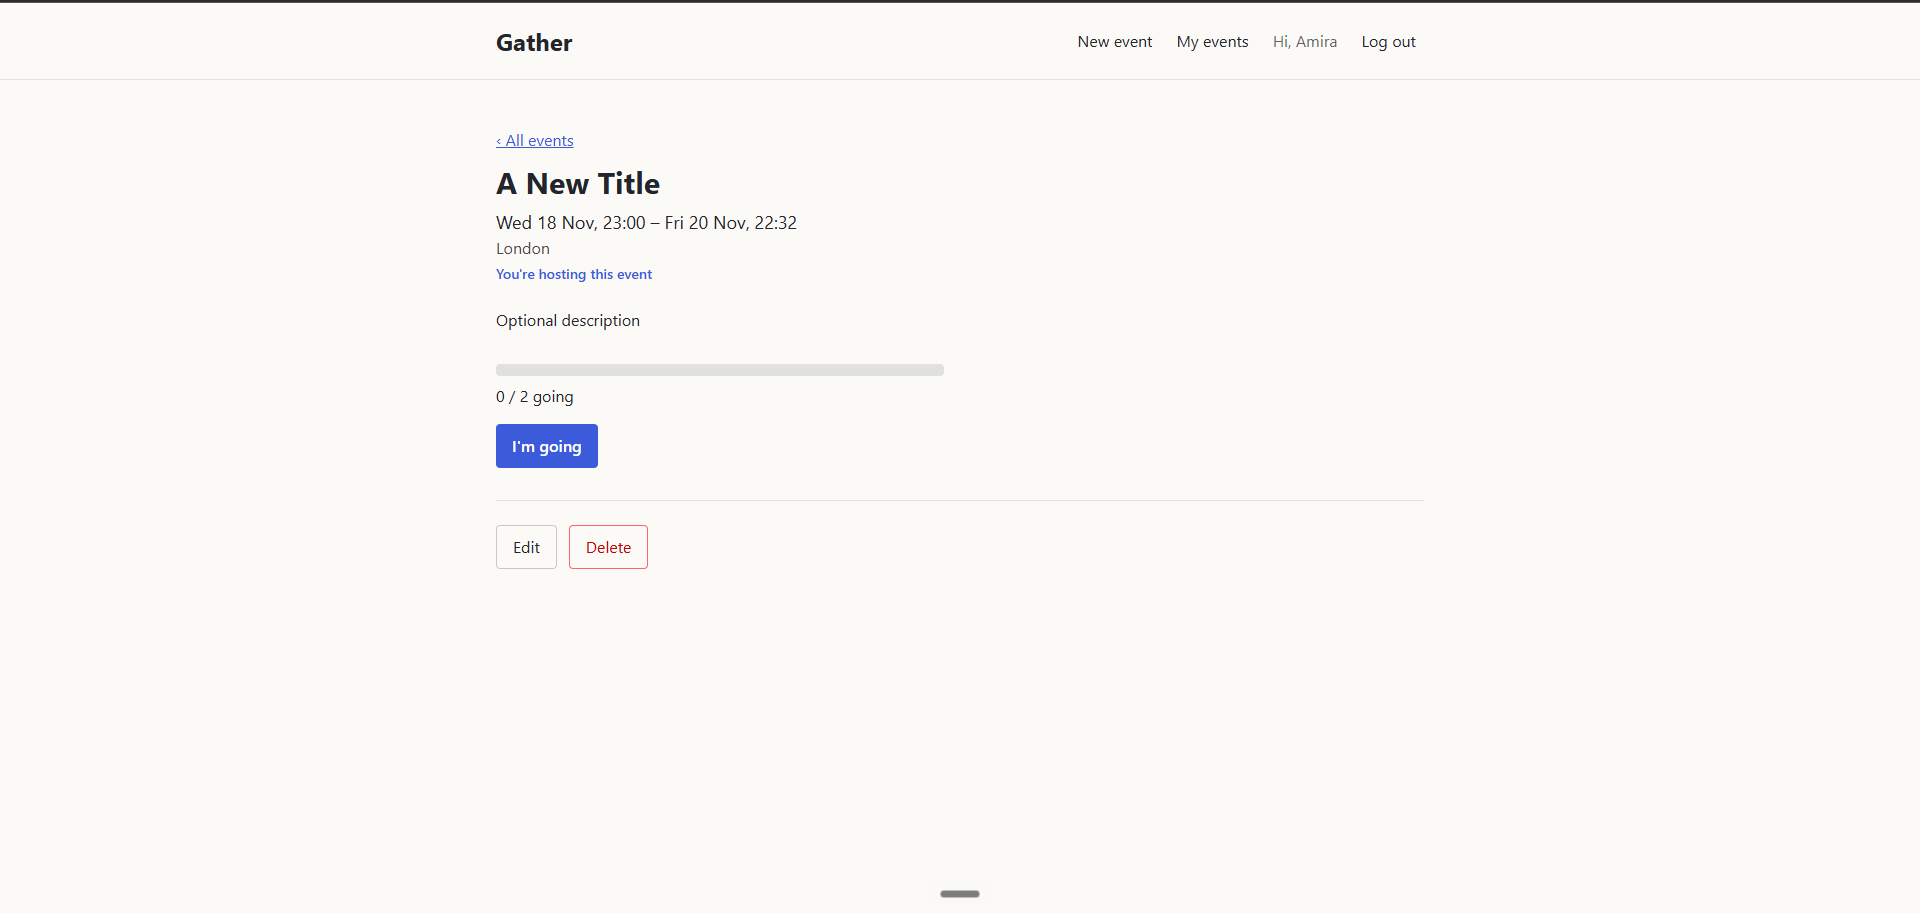 Gather
New event My events Hi, Amira Log out
‹ All events
A New Title
Wed 18 Nov, 23:00 – Fri 20 Nov, 22:32
London
You're hosting this event
Optional description
0 / 2 going
I'm going
Edit Delete